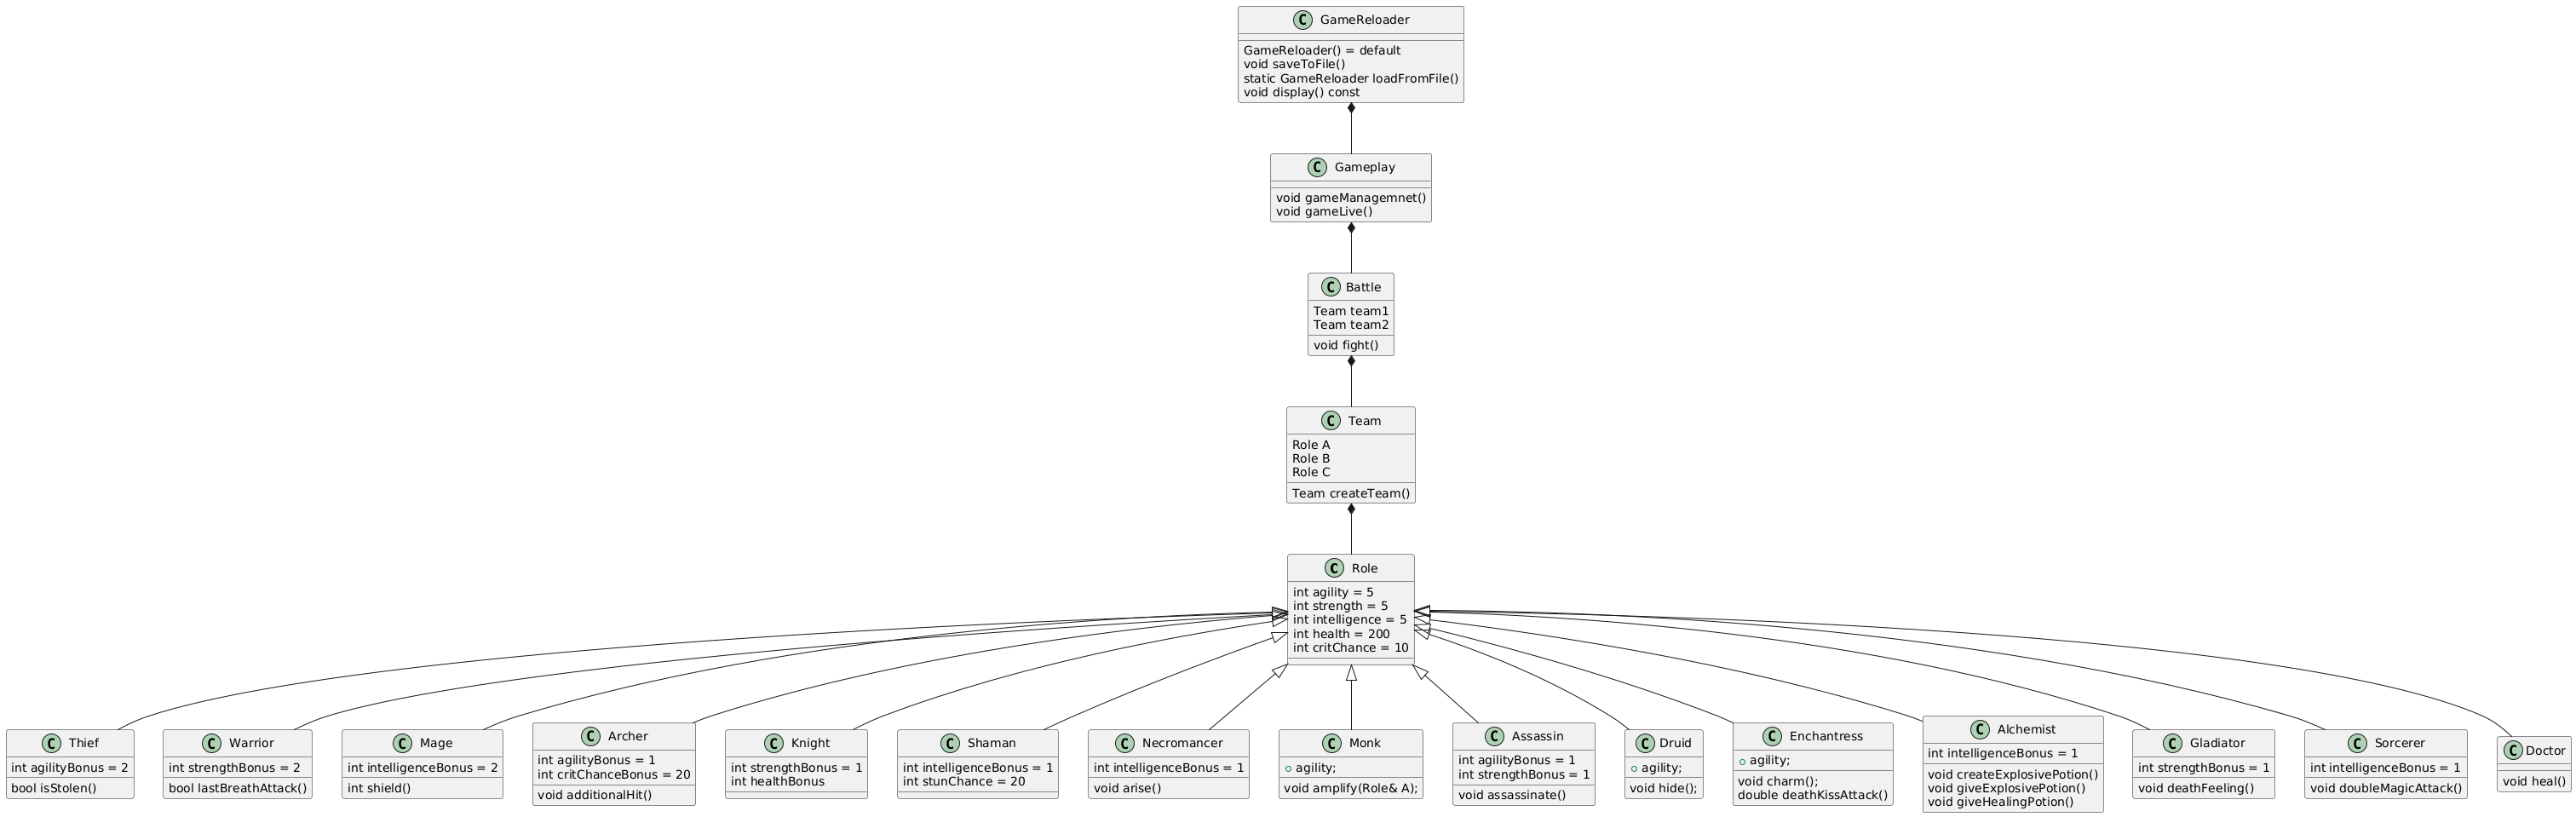 C GameReloader
GameReloader() = default
void saveToFile()
static GameReloader loadFromFile()
void display() const
C Gameplay
void gameManagemnet()
void gameLive()
C Battle
Team team1
Team team2
void fight()
C Team
Role A
Role B
Role C
Team createTeam()
C Role
int agility = 5
int strength = 5
int intelligence = 5
int health = 200
int critChance = 10
C Thief
int agilityBonus = 2
bool isStolen()
C Warrior
int strengthBonus = 2
bool lastBreathAttack()
C Mage
int intelligenceBonus = 2
int shield()
C Archer
int agilityBonus = 1
int critChanceBonus = 20
void additionalHit()
C Knight
int strengthBonus = 1
int healthBonus
C Shaman
int intelligenceBonus = 1
int stunChance = 20
C Necromancer
int intelligenceBonus = 1
void arise()
C Monk
agility;
void amplify(Role& A);
C Assassin
int agilityBonus = 1
int strengthBonus = 1
void assassinate()
C Druid
agility;
void hide();
C Enchantress
agility;
void charm();
double deathKissAttack()
C Alchemist
int intelligenceBonus = 1
void createExplosivePotion()
void giveExplosivePotion()
void giveHealingPotion()
C Gladiator
int strengthBonus = 1
void deathFeeling()
C Sorcerer
int intelligenceBonus = 1
void doubleMagicAttack()
C Doctor
void heal()